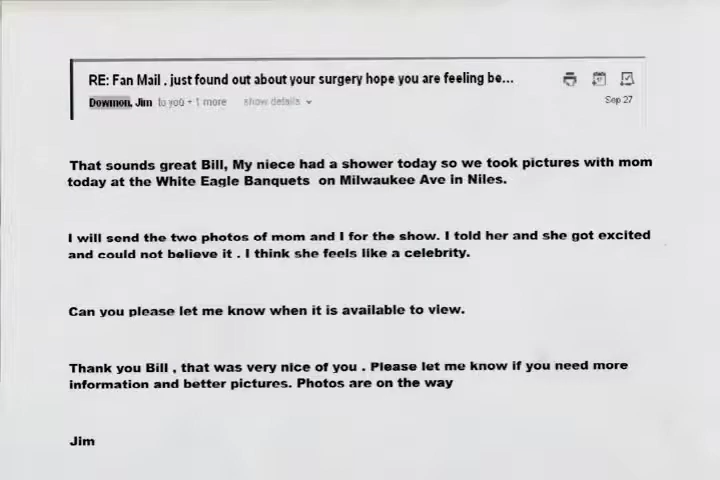 RE: Fan Mail . just found out about your surgery hope you are feeling be...
Dowmon, Jim to you + 1 more show details
Sep 27
That sounds great Bill, My niece had a shower today so we took pictures with mom
today at the White Eagle Banquets on Milwaukee Ave in Niles.
I will send the two photos of mom and I for the show. I told her and she got excited
and could not believe it . I think she feels like a celebrity.
Can you please let me know when it is available to view.
Thank you Bill , that was very nice of you . Please let me know if you need more
information and better pictures. Photos are on the way
Jim